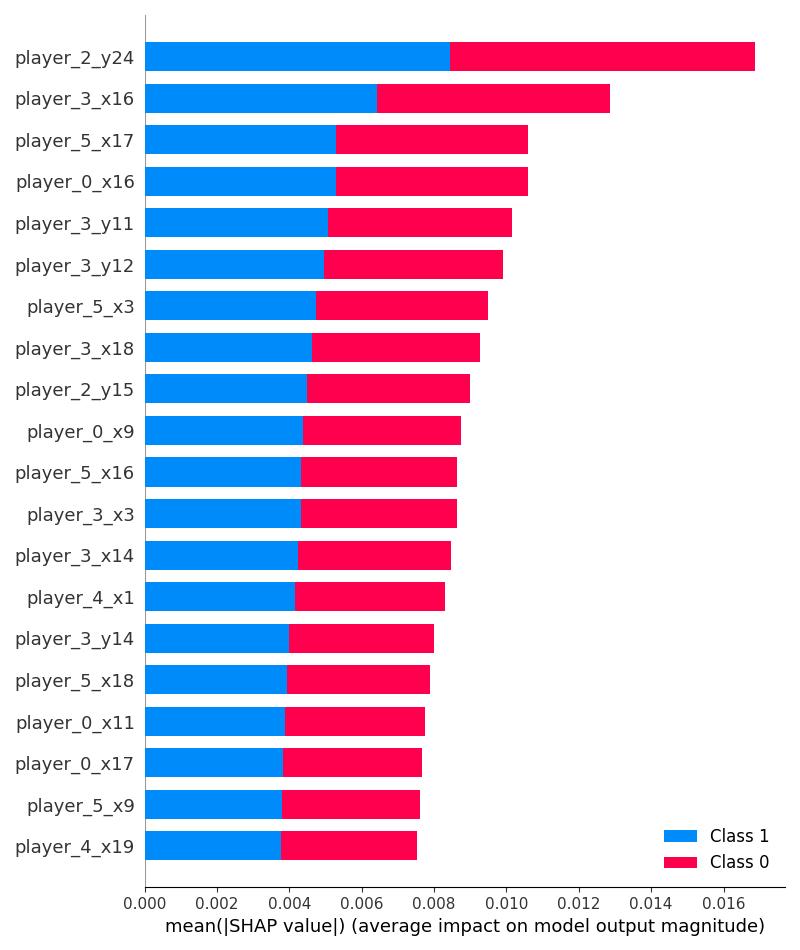 player_2_y24
player_3_x16
player_5_x17
player_0_x16
player_3_y11
player_3_y12
player_5_x3
player_3_x18
player_2_y15
player_0_x9
player_5_x16
player_3_x3
player_3_x14
player_4_x1
player_3_y14
player_5_x18
player_0_x11
player_0_x17
player_5_x9
player_4_x19
Class 1
Class 0
0.000 0.002 0.004 0.006 0.008 0.010 0.012 0.014 0.016
mean(|SHAP value|) (average impact on model output magnitude)